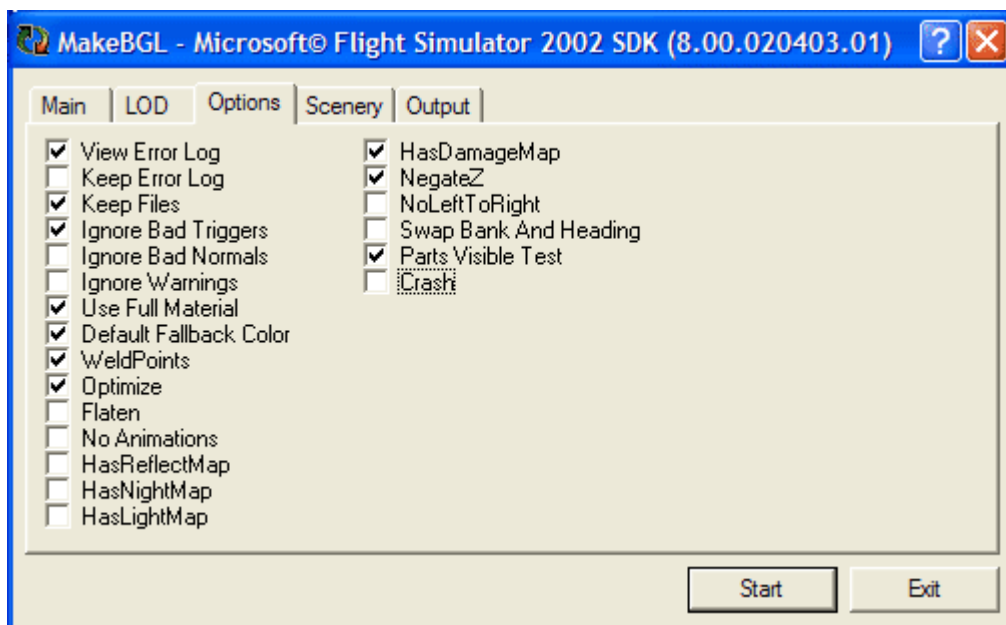 MakeBGL - Microsoft© Flight Simulator 2002 SDK (8.00.020403.01)
Main LOD Options Scenery Output
View Error Log
Keep Error Log
Keep Files
Ignore Bad Triggers
Ignore Bad Normals
Ignore Warnings
Use Full Material
Default Fallback Color
WeldPoints
Optimize
Flaten
No Animations
HasReflectMap
HasNightMap
HasLightMap
HasDamageMap
NegateZ
NoLeftToRight
Swap Bank And Heading
Parts Visible Test
Crash
Start Exit